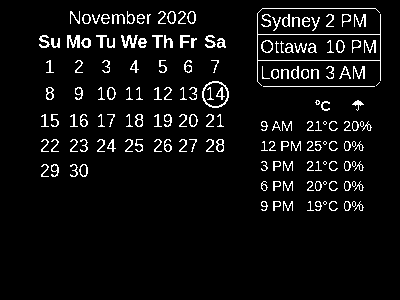 November 2020
Su Mo Tu We Th Fr Sa
1 2 3 4 5 6 7
8 9 10 11 12 13 14
15 16 17 18 19 20 21
22 23 24 25 26 27 28
29 30
Sydney 2 PM
Ottawa 10 PM
London 3 AM
°C ☂
9 AM 21°C 20%
12 PM 25°C 0%
3 PM 21°C 0%
6 PM 20°C 0%
9 PM 19°C 0%